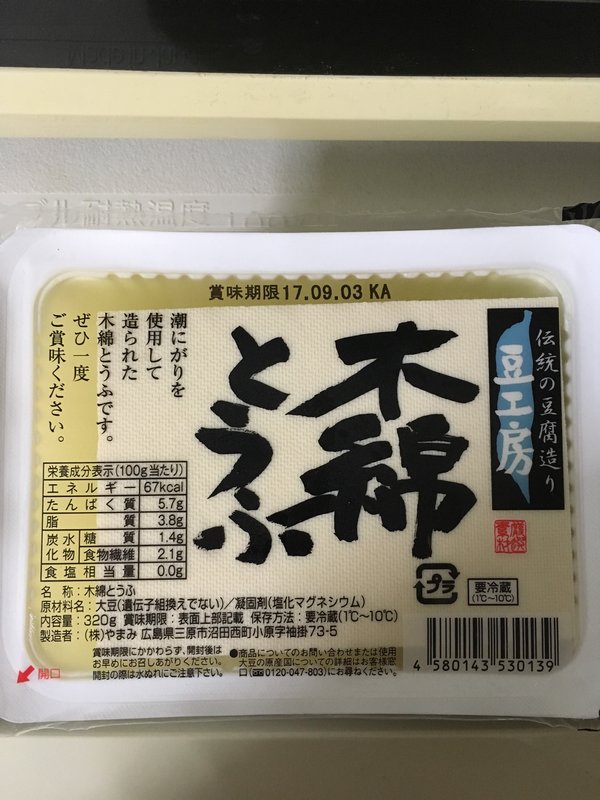 賞味期限17.09.03 KA
伝統の豆腐造り
豆工房
木綿
とうふ
潮にがりを
使用して
造られた
木綿とうふです。
ぜひ一度
ご賞味ください。
栄養成分表示(100g当たり)
エネルギー 67kcal
たんぱく質 5.7g
脂質 3.8g
炭水化物 糖質 1.4g
食物繊維 2.1g
食塩相当量 0.0g
プラ
要冷蔵
(1℃~10℃)
名 称:木綿とうふ
原材料名:大豆(遺伝子組換えでない)/凝固剤(塩化マグネシウム)
内容量:320g 賞味期限:表面上部記載 保存方法:要冷蔵(1℃~10℃)
製造者:(株)やまみ 広島県三原市沼田西町小原字袖掛73-5
賞味期限にかかわらず、開封後は
お早めにお召しあがりください。
開封の際は水ぬれにご注意下さい。
●商品についてのお問い合わせまたは使用
大豆の原産国についての詳細はお客様窓
口(0120-047-803)にお尋ねください。
開口
4 580143 530139